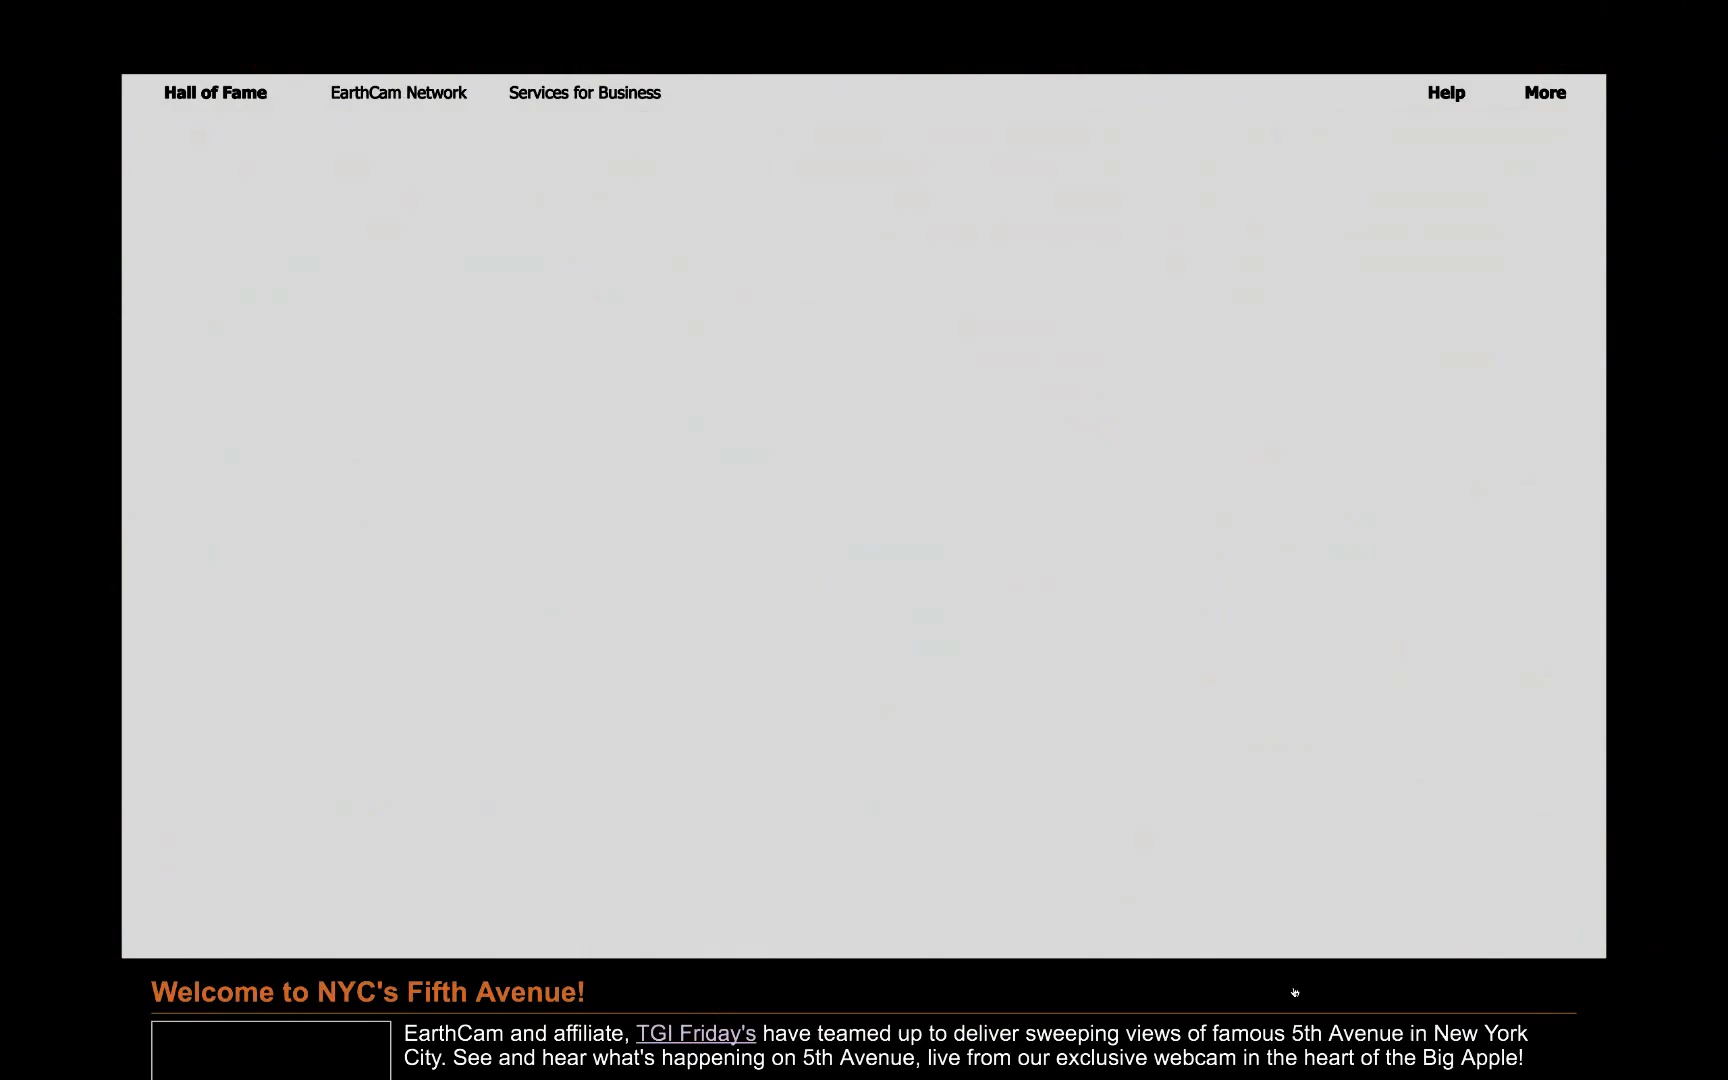 Hall of Fame EarthCam Network Services for Business Help More
Welcome to NYC's Fifth Avenue!
EarthCam and affiliate, TGI Friday's have teamed up to deliver sweeping views of famous 5th Avenue in New York
City. See and hear what's happening on 5th Avenue, live from our exclusive webcam in the heart of the Big Apple!